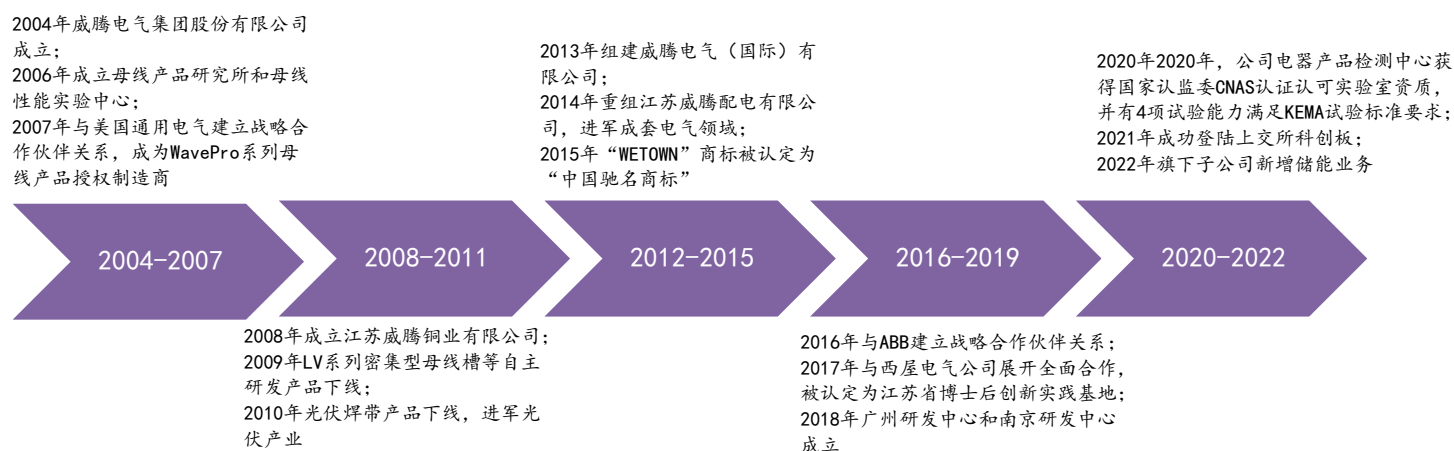 2004年威腾电气集团股份有限公司
成立；
2006年成立母线产品研究所和母线
性能实验中心；
2007年与美国通用电气建立战略合
作伙伴关系，成为WavePro系列母
线产品授权制造商
2013年组建威腾电气（国际）有
限公司；
2014年重组江苏威腾配电有限公
司，进军成套电气领域；
2015年“WETOWN”商标被认定为
“中国驰名商标”
2020年2020年，公司电器产品检测中心获
得国家认监委CNAS认证认可实验室资质，
并有4项试验能力满足KEMA试验标准要求；
2021年成功登陆上交所科创板；
2022年旗下子公司新增储能业务
2004-2007
2008-2011
2012-2015
2016-2019
2020-2022
2008年成立江苏威腾铜业有限公司；
2009年LV系列密集型母线槽等自主
研发产品下线；
2010年光伏焊带产品下线，进军光
伏产业
2016年与ABB建立战略合作伙伴关系；
2017年与西屋电气公司展开全面合作，
被认定为江苏省博士后创新实践基地；
2018年广州研发中心和南京研发中心
成立